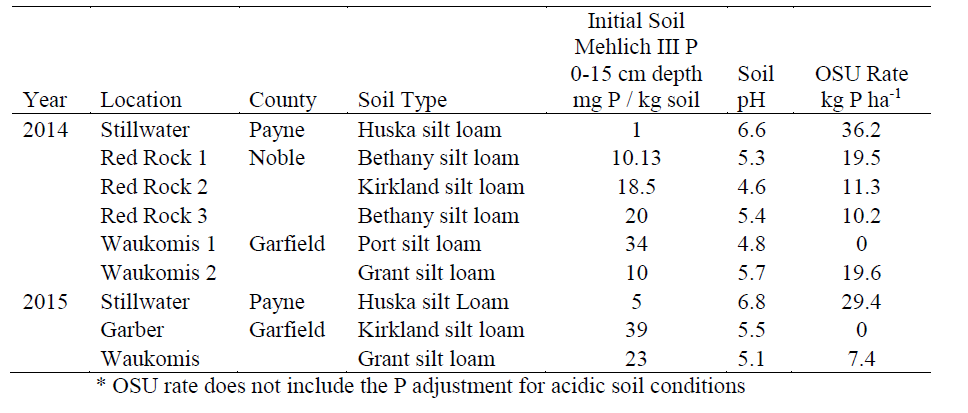 Initial Soil
Mehlich III P
0-15 cm depth Soil OSU Rate
Year Location County Soil Type mg P / kg soil pH kg P ha-1
2014 Stillwater Payne Huska silt loam 1 6.6 36.2
Red Rock 1 Noble Bethany silt loam 10.13 5.3 19.5
Red Rock 2 Kirkland silt loam 18.5 4.6 11.3
Red Rock 3 Bethany silt loam 20 5.4 10.2
Waukomis 1 Garfield Port silt loam 34 4.8 0
Waukomis 2 Grant silt loam 10 5.7 19.6
2015 Stillwater Payne Huska silt Loam 5 6.8 29.4
Garber Garfield Kirkland silt loam 39 5.5 0
Waukomis Grant silt loam 23 5.1 7.4
* OSU rate does not include the P adjustment for acidic soil conditions